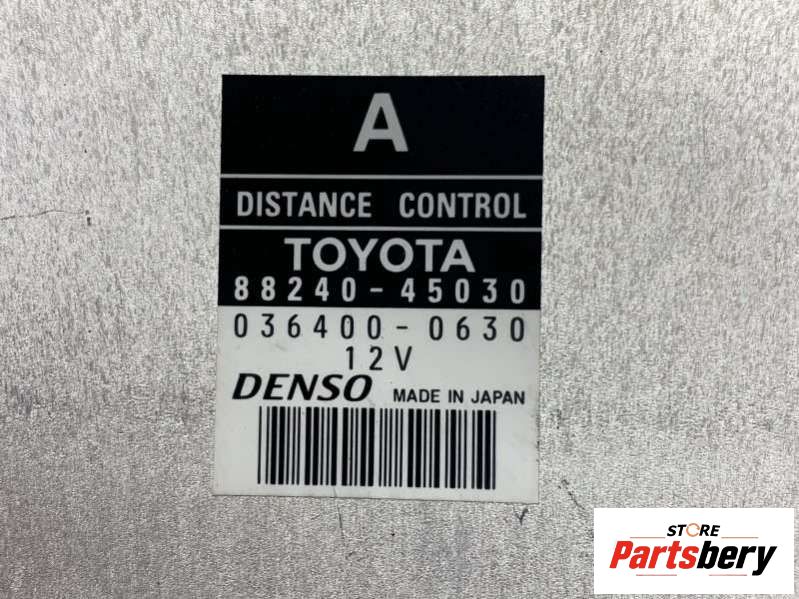 A
DISTANCE CONTROL
TOYOTA
88240-45030
036400-0630
12V
DENSO MADE IN JAPAN
STORE
Partsbery